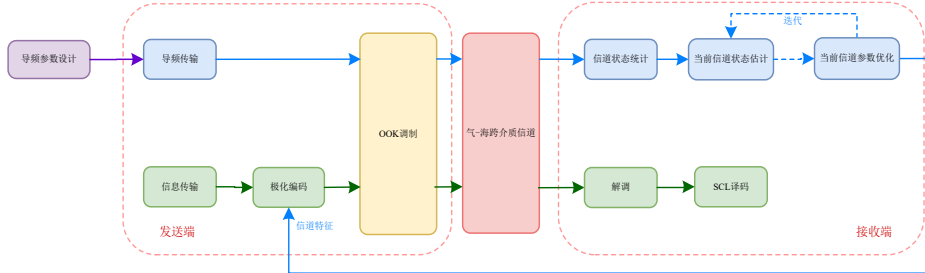 迭代
导频参数设计
导频传输
信道状态统计
当前信道状态估计
当前信道参数优化
OOK调制
气-海跨介质信道
信息传输
极化编码
解调
SCL译码
信道特征
发送端
接收端